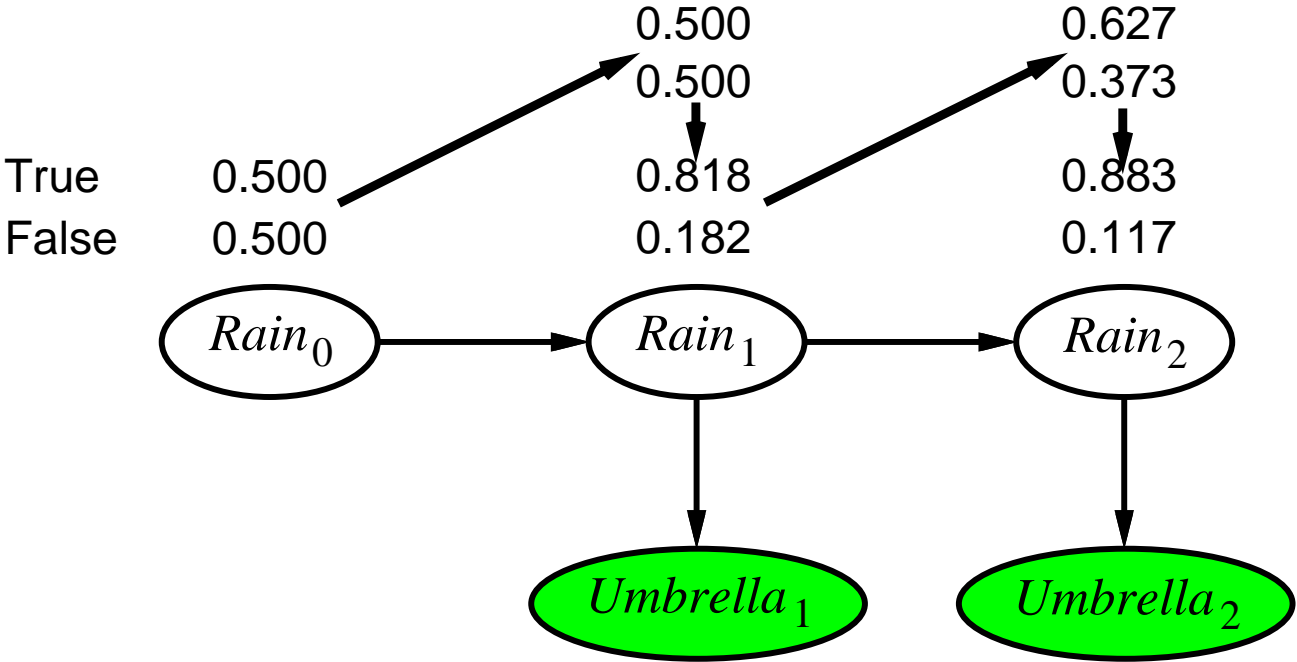 0.500 0.627
0.500 0.373
True 0.500 0.818 0.883
False 0.500 0.182 0.117
Rain0 Rain1 Rain2
Umbrella1 Umbrella2